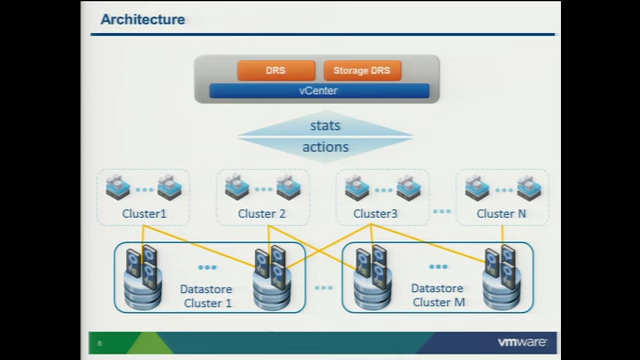 Architecture
DRS
Storage DRS
vCenter
stats
actions
Cluster1
Cluster 2
Cluster3
Cluster N
Datastore
Cluster 1
Datastore
Cluster M
8
vmware